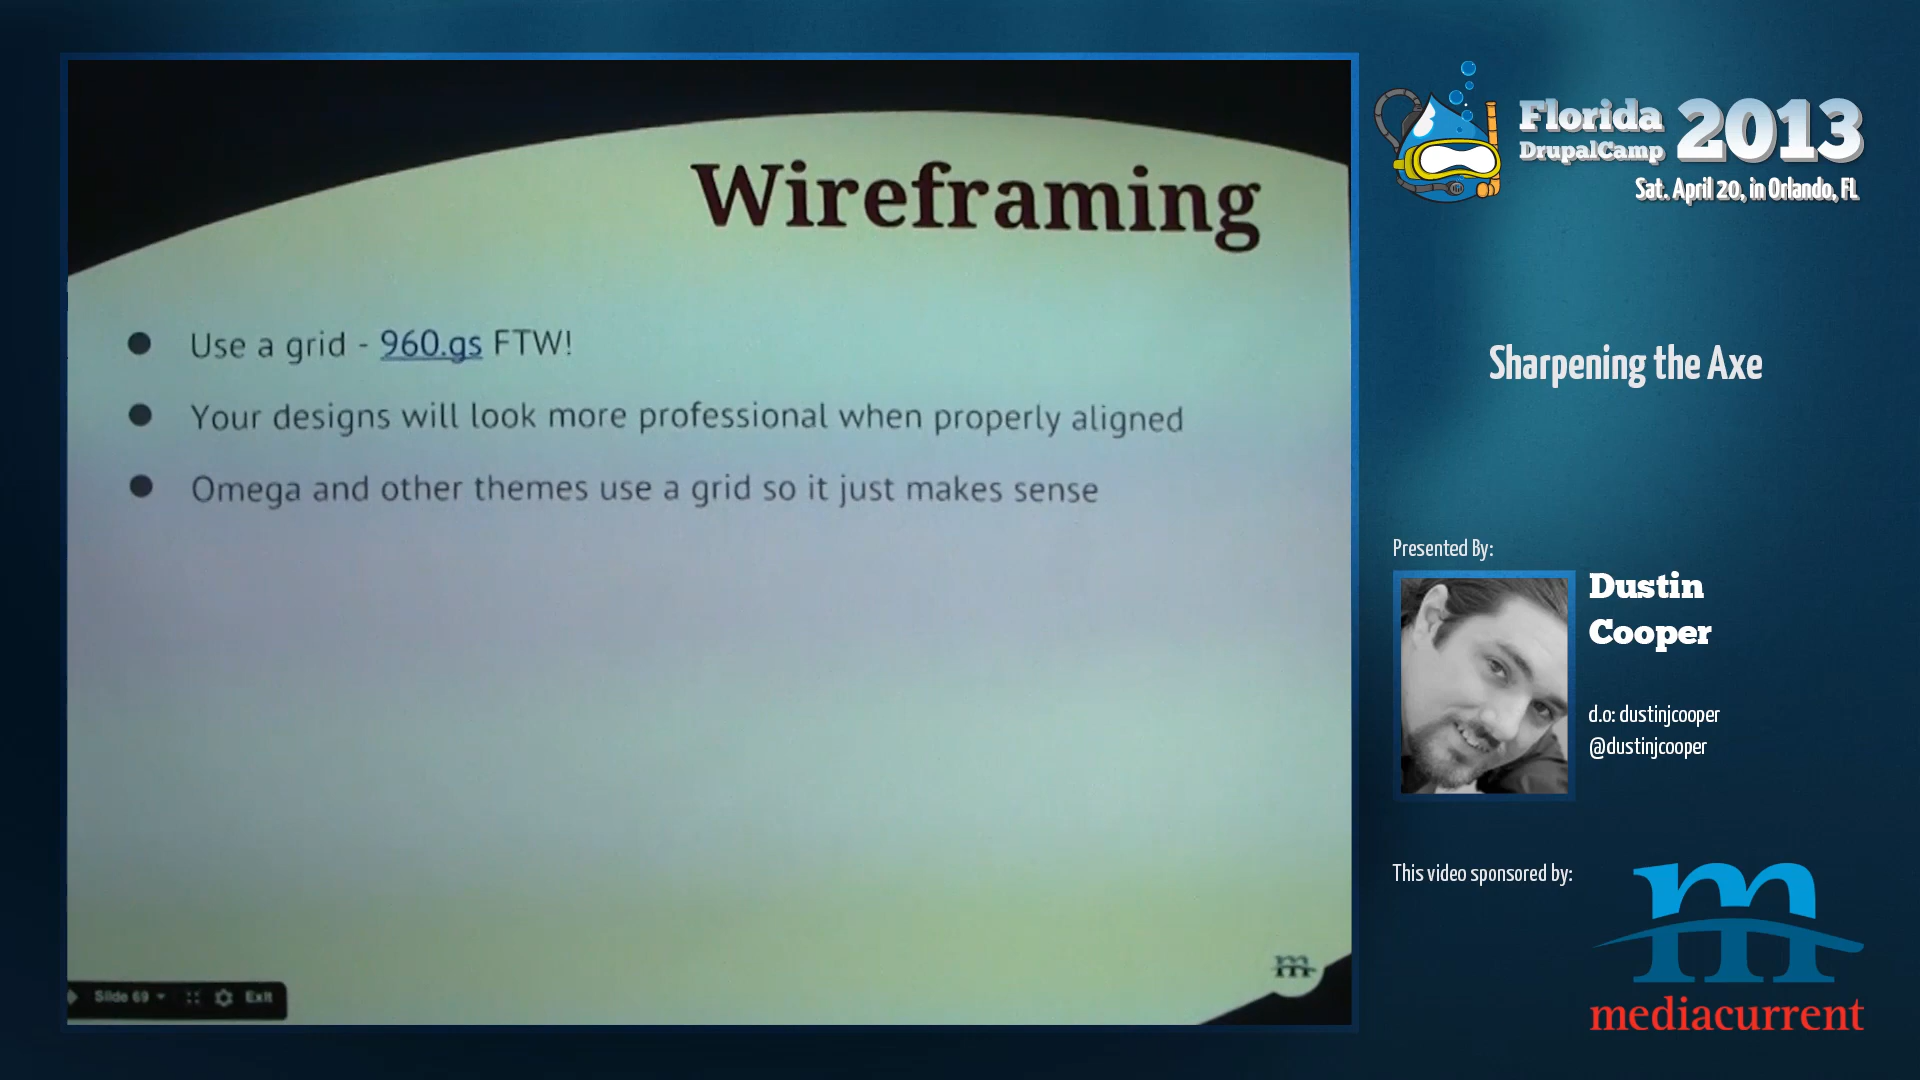 Wireframing
● Use a grid - 960.gs FTW!
● Your designs will look more professional when properly aligned
● Omega and other themes use a grid so it just makes sense
m
Slide 69 Exit
Florida 2013
DrupalCamp
Sat. April 20, in Orlando, FL
Sharpening the Axe
Presented By:
Dustin
Cooper
d.o: dustinjcooper
@dustinjcooper
This video sponsored by:
m
mediacurrent